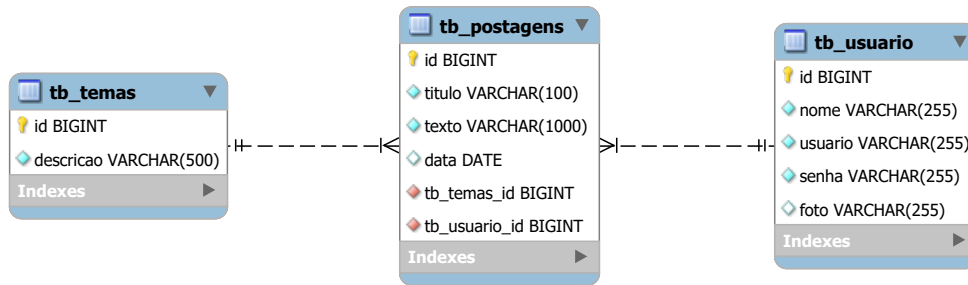 tb_temas
id BIGINT
descricao VARCHAR(500)
Indexes
tb_postagens
id BIGINT
titulo VARCHAR(100)
texto VARCHAR(1000)
data DATE
tb_temas_id BIGINT
tb_usuario_id BIGINT
Indexes
tb_usuario
id BIGINT
nome VARCHAR(255)
usuario VARCHAR(255)
senha VARCHAR(255)
foto VARCHAR(255)
Indexes